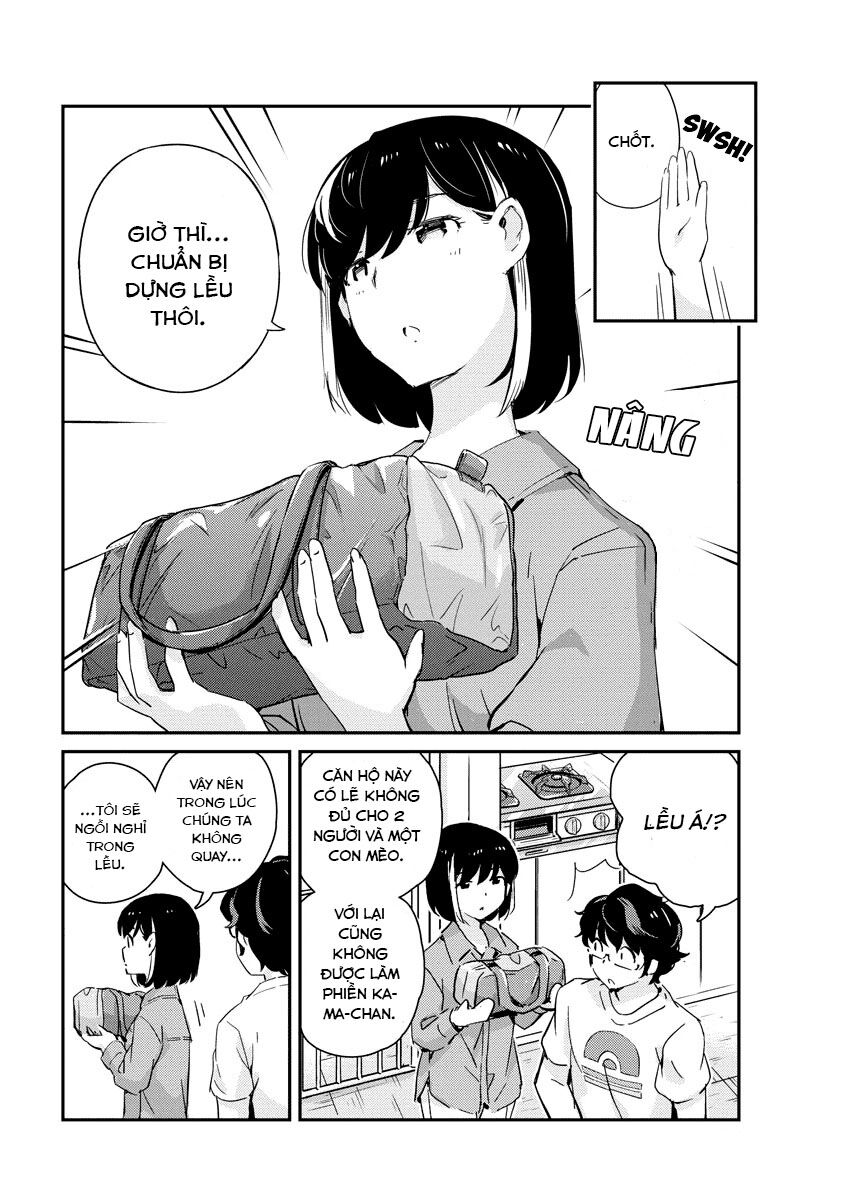 CHỐT.
SWSH!
GIỜ THÌ...
CHUẨN BỊ
DỰNG LỀU
THÔI.
NÂNG
LỀU Á!?
CĂN HỘ NÀY
CÓ LẼ KHÔNG
ĐỦ CHO 2
NGƯỜI VÀ MỘT
CON MÈO.
VỚI LẠI
CŨNG
KHÔNG
ĐƯỢC LÀM
PHIỀN KA-
MA-CHAN.
VẬY NÊN
TRONG LÚC
CHÚNG TA
KHÔNG
QUAY...
...TÔI SẼ
NGỒI NGHỈ
TRONG
LỀU.